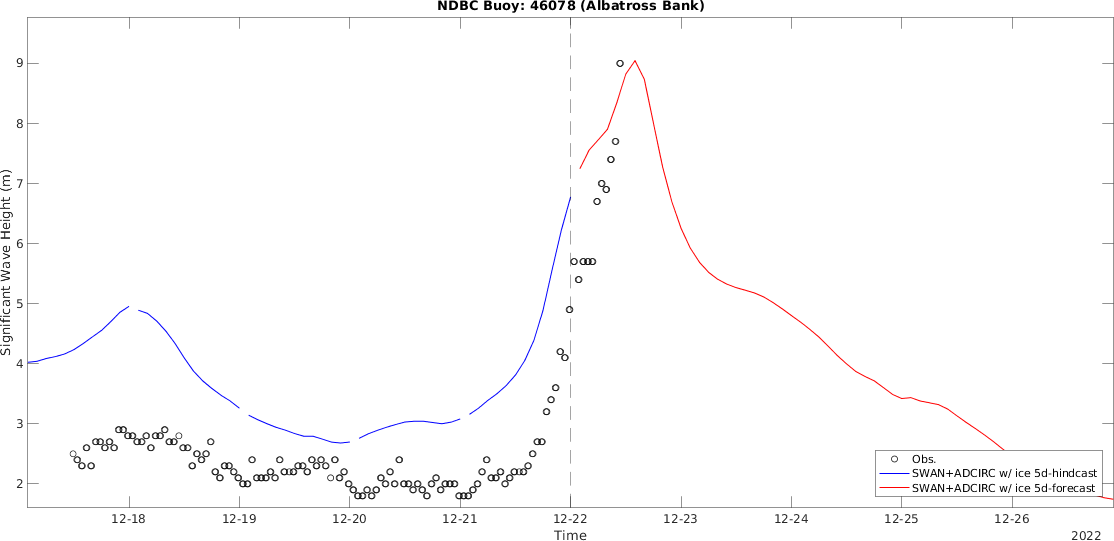 NDBC Buoy: 46078 (Albatross Bank)
Significant Wave Height (m)
9
8
7
6
5
4
3
2
12-18 12-19 12-20 12-21 12-22 12-23 12-24 12-25 12-26
Time
2022
Obs.
SWAN+ADCIRC w/ ice 5d-hindcast
SWAN+ADCIRC w/ ice 5d-forecast